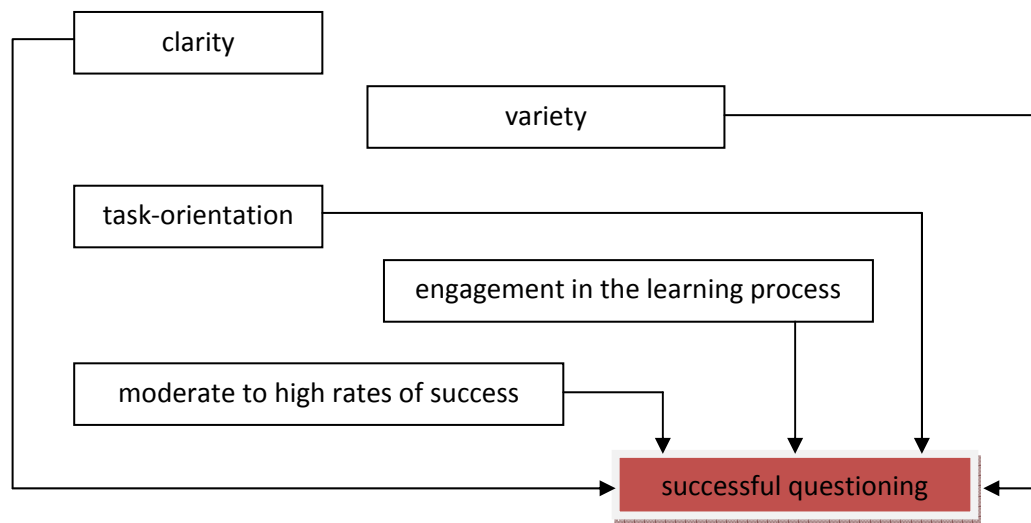 clarity
variety
task-orientation
engagement in the learning process
moderate to high rates of success
successful questioning